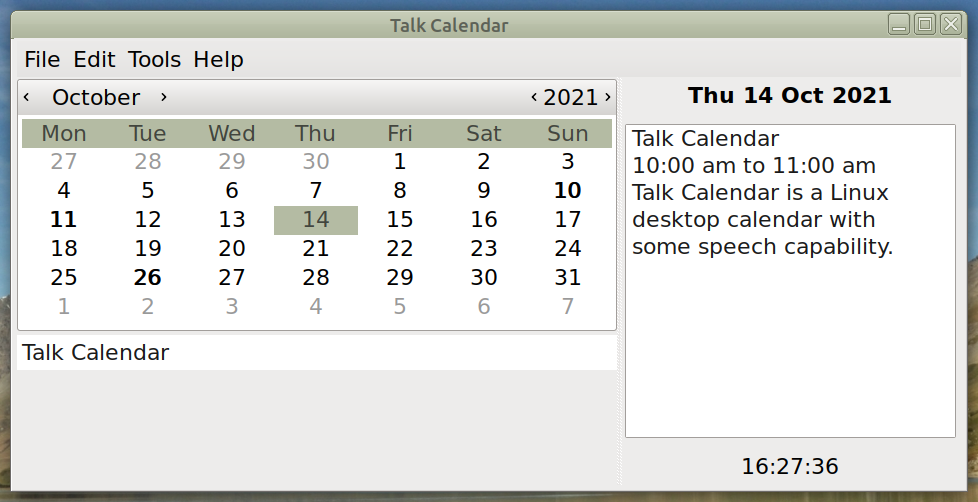 Talk Calendar
File Edit Tools Help
‹ October › ‹ 2021 ›
Mon Tue Wed Thu Fri Sat Sun
27 28 29 30 1 2 3
4 5 6 7 8 9 10
11 12 13 14 15 16 17
18 19 20 21 22 23 24
25 26 27 28 29 30 31
1 2 3 4 5 6 7
Talk Calendar
Thu 14 Oct 2021
Talk Calendar
10:00 am to 11:00 am
Talk Calendar is a Linux
desktop calendar with
some speech capability.
16:27:36